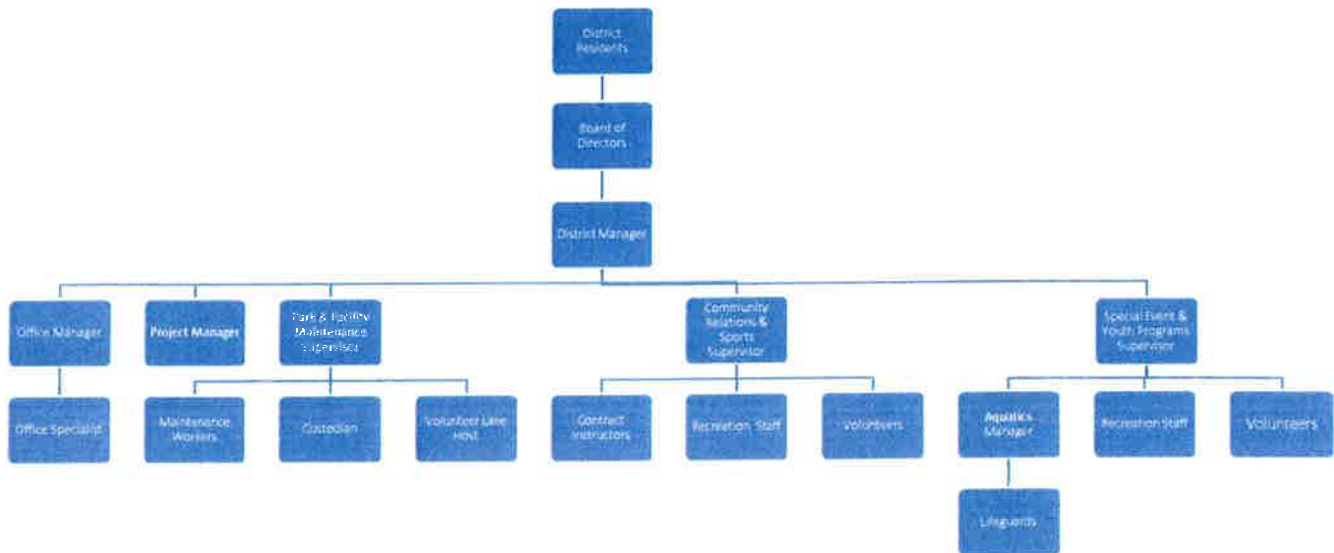 District
Residents
Board of
Directors
District Manager
Office Manager
Project Manager
Park & Facility
Maintenance
Supervisor
Community
Relations &
Sports
Supervisor
Special Event &
Youth Programs
Supervisor
Office Specialist
Maintenance
Workers
Custodian
Volunteer
Host
Contract
Instructors
Recreation Staff
Volunteers
Aquatics
Manager
Recreation Staff
Volunteers
Lifeguards